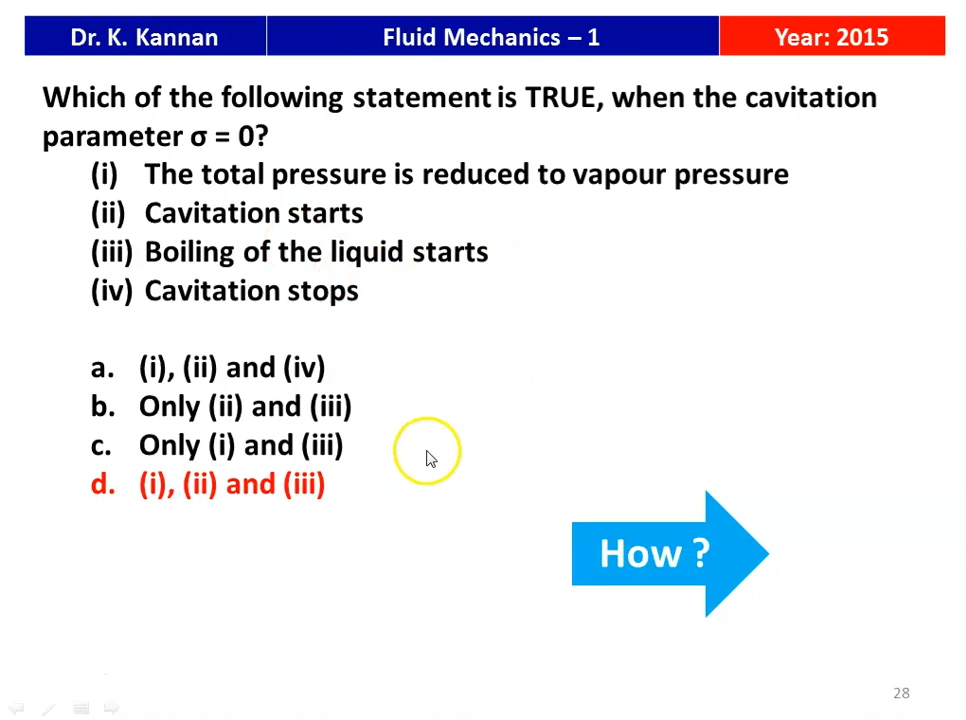 Dr. K. Kannan
Fluid Mechanics – 1
Year: 2015
Which of the following statement is TRUE, when the cavitation
parameter σ = 0?
(i) The total pressure is reduced to vapour pressure
(ii) Cavitation starts
(iii) Boiling of the liquid starts
(iv) Cavitation stops
a. (i), (ii) and (iv)
b. Only (ii) and (iii)
c. Only (i) and (iii)
d. (i), (ii) and (iii)
How ?
28